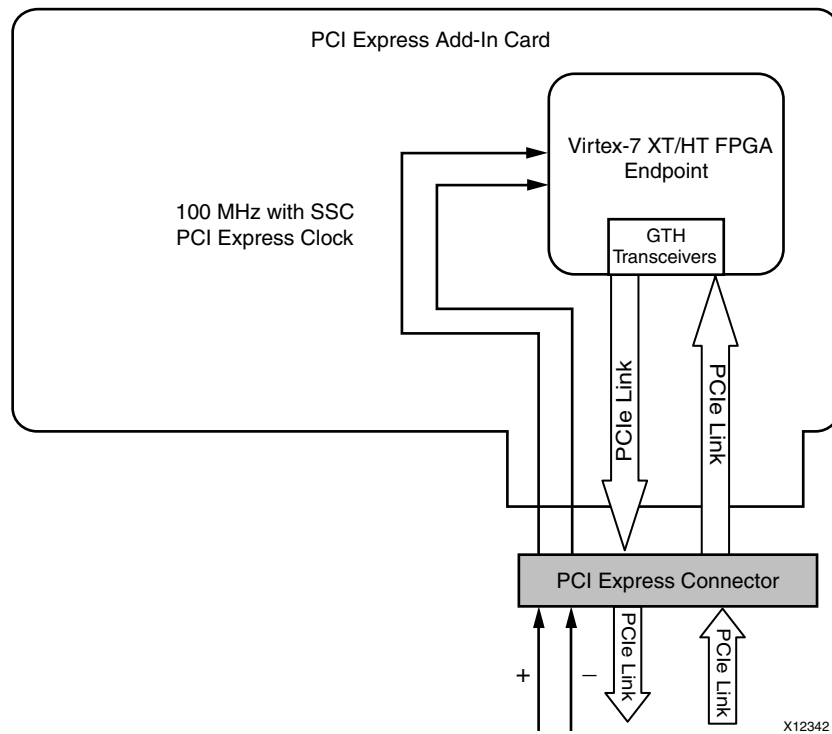 PCI Express Add-In Card
Virtex-7 XT/HT FPGA
Endpoint
100 MHz with SSC
PCI Express Clock
GTH
Transceivers
PCIe Link
PCIe Link
PCI Express Connector
+
–
PCIe Link
PCIe Link
X12342